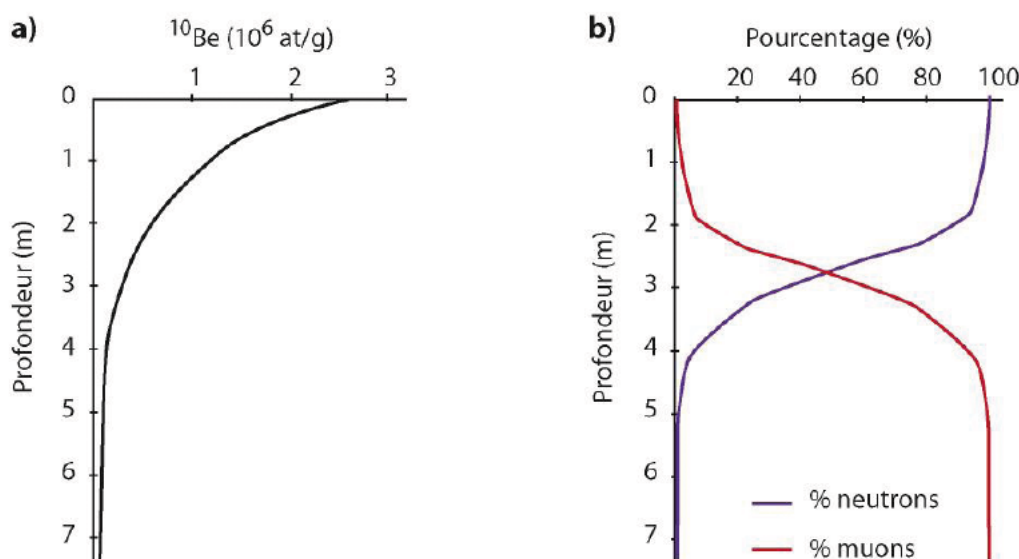 a)
¹⁰Be (10⁶ at/g)
1 2 3
0
1
2
3
4
5
6
7
Profondeur (m)
b)
Pourcentage (%)
20 40 60 80 100
0
1
2
3
4
5
6
7
Profondeur (m)
% neutrons
% muons